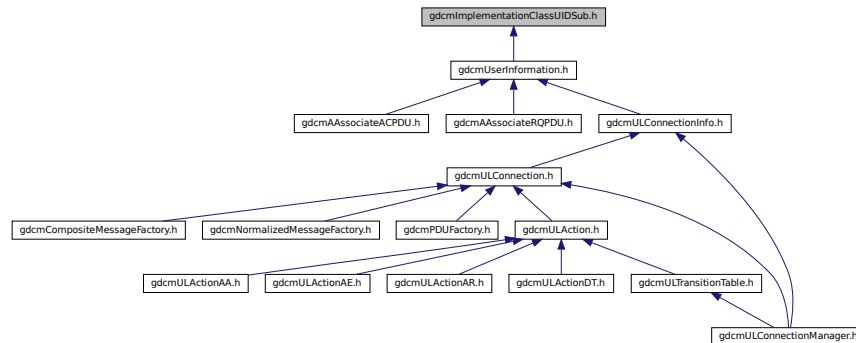 gdcmImplementationClassUIDSub.h
gdcmUserInformation.h
gdcmAAssociateACPDU.h
gdcmAAssociateRQPDU.h
gdcmULConnectionInfo.h
gdcmULConnection.h
gdcmCompositeMessageFactory.h
gdcmNormalizedMessageFactory.h
gdcmPDUFactory.h
gdcmULAction.h
gdcmULActionAA.h
gdcmULActionAE.h
gdcmULActionAR.h
gdcmULActionDT.h
gdcmULTransitionTable.h
gdcmULConnectionManager.h